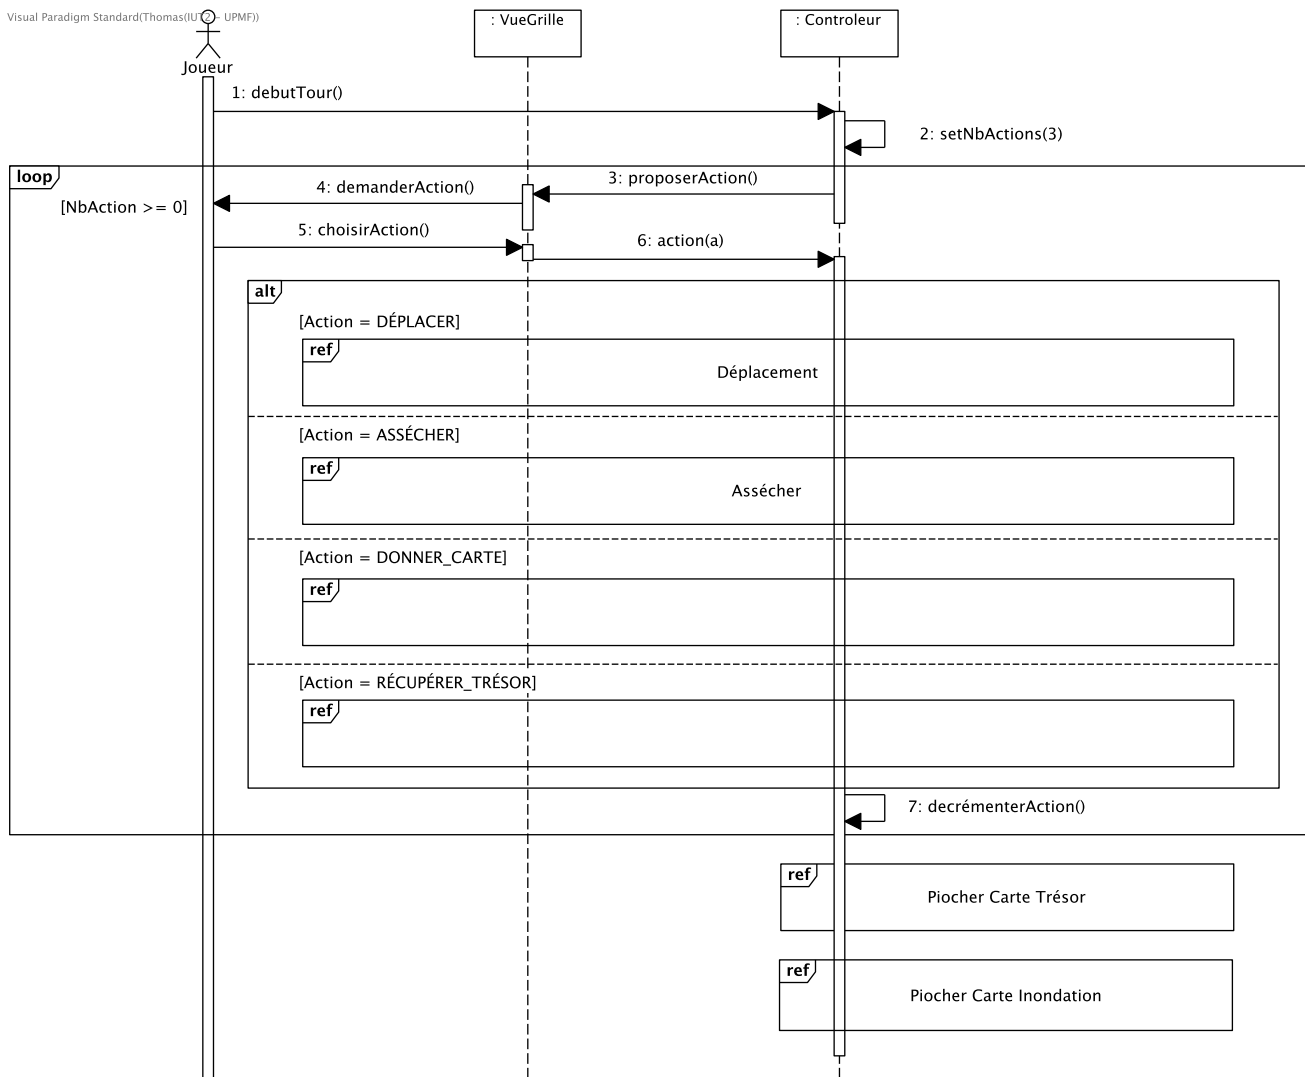 Visual Paradigm Standard(Thomas(IUT2 - UPMF))
: VueGrille
: Controleur
Joueur
1: debutTour()
2: setNbActions(3)
loop
3: proposerAction()
4: demanderAction()
[NbAction >= 0]
5: choisirAction()
6: action(a)
alt
[Action = DÉPLACER]
ref
Déplacement
[Action = ASSÉCHER]
ref
Assécher
[Action = DONNER_CARTE]
ref
[Action = RÉCUPÉRER_TRÉSOR]
ref
7: decrémenterAction()
ref
Piocher Carte Trésor
ref
Piocher Carte Inondation